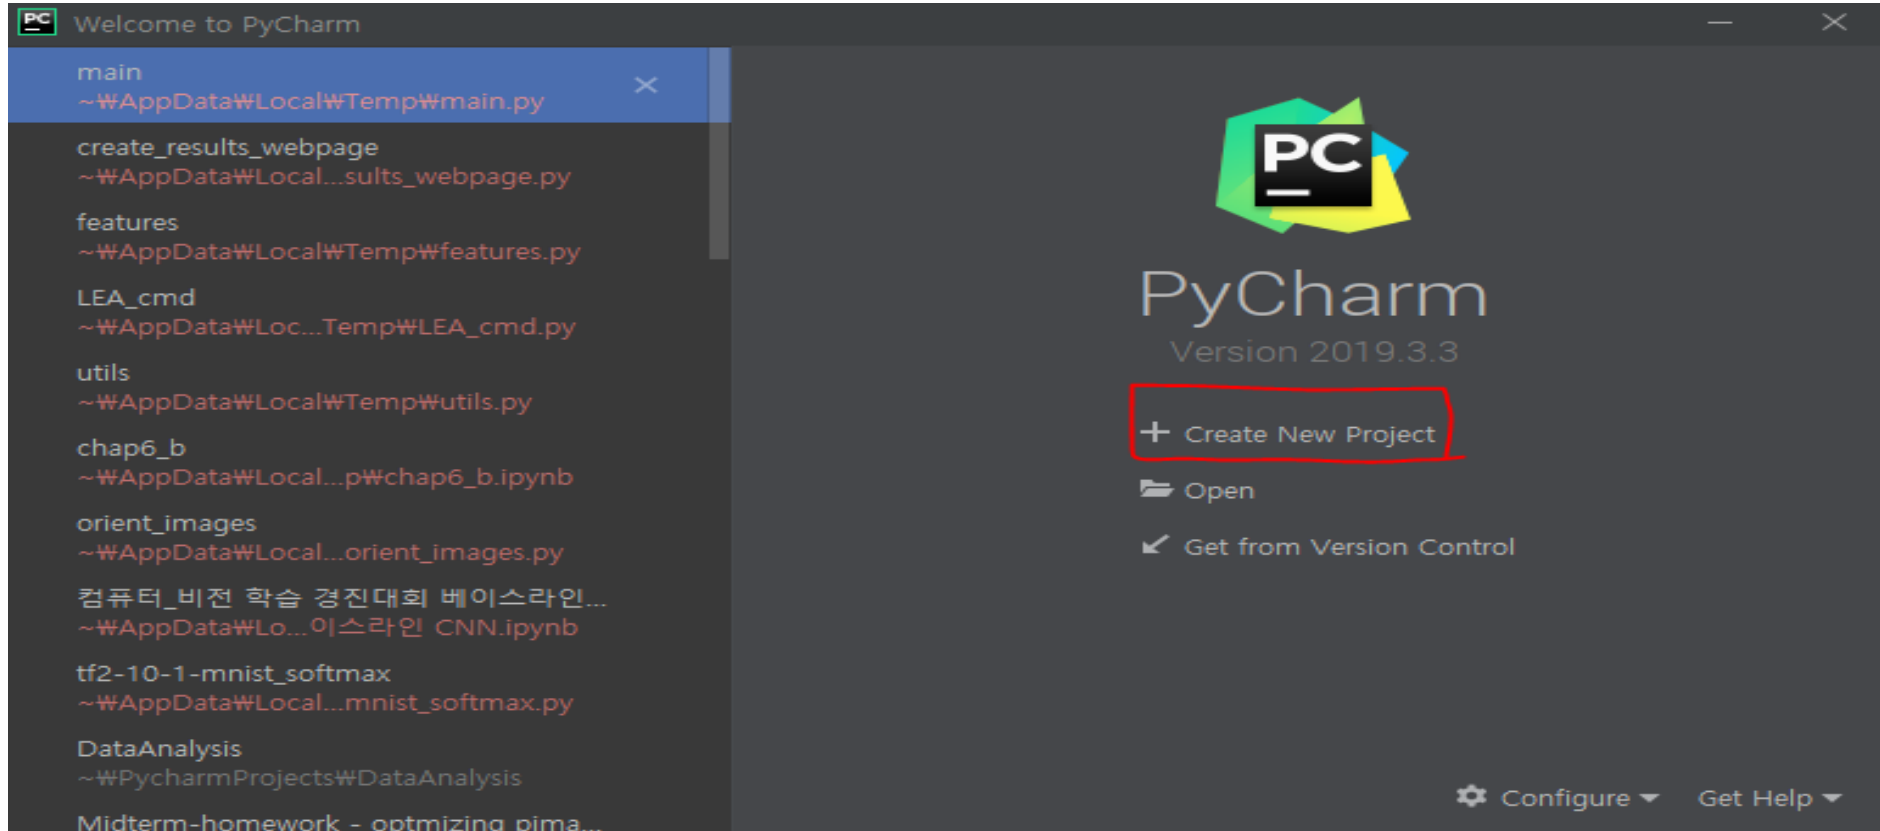 PC Welcome to PyCharm
main
~₩AppData₩Local₩Temp₩main.py
create_results_webpage
~₩AppData₩Local...sults_webpage.py
features
~₩AppData₩Local₩Temp₩features.py
LEA_cmd
~₩AppData₩Loc...Temp₩LEA_cmd.py
utils
~₩AppData₩Local₩Temp₩utils.py
chap6_b
~₩AppData₩Local...p₩chap6_b.ipynb
orient_images
~₩AppData₩Local...orient_images.py
컴퓨터_비전 학습 경진대회 베이스라인...
~₩AppData₩Lo...이스라인 CNN.ipynb
tf2-10-1-mnist_softmax
~₩AppData₩Local...mnist_softmax.py
DataAnalysis
~₩PycharmProjects₩DataAnalysis
Midterm-homework - optmizing pima...
PC
PyCharm
Version 2019.3.3
Create New Project
Open
Get from Version Control
Configure
Get Help